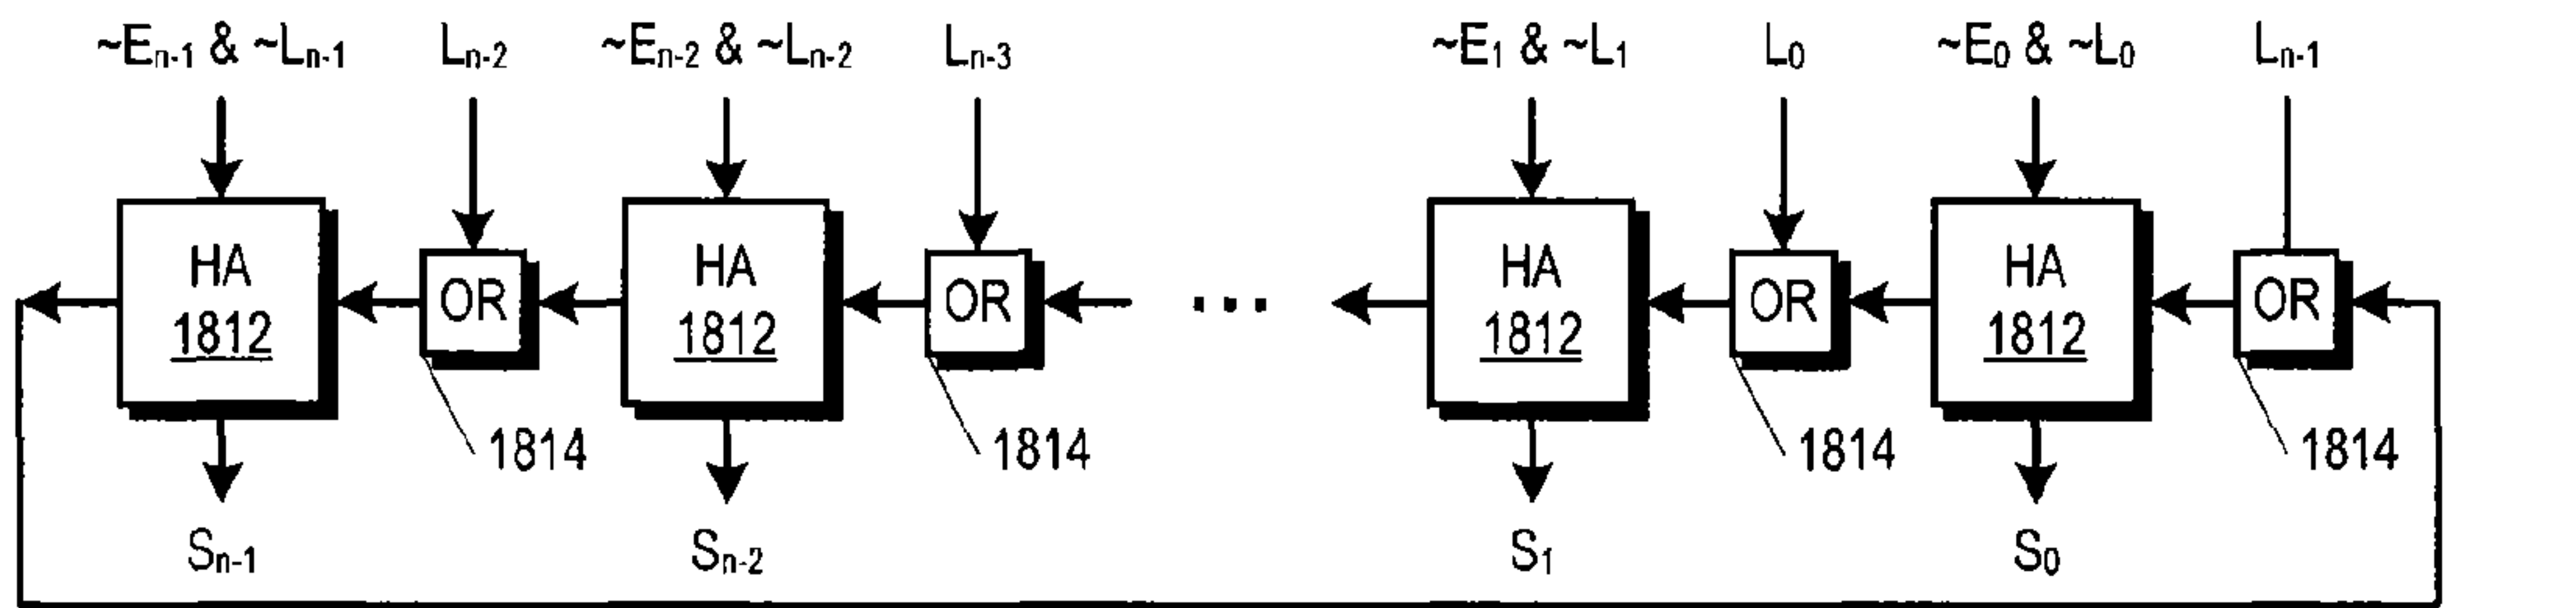 ~Eₙ₋₁ & ~Lₙ₋₁ Lₙ₋₂ ~Eₙ₋₂ & ~Lₙ₋₂ Lₙ₋₃ ~E₁ & ~L₁ L₀ ~E₀ & ~L₀ Lₙ₋₁
HA OR HA OR ... HA OR HA OR
1812 1812 1812 1812
1814 1814 1814 1814
Sₙ₋₁ Sₙ₋₂ S₁ S₀